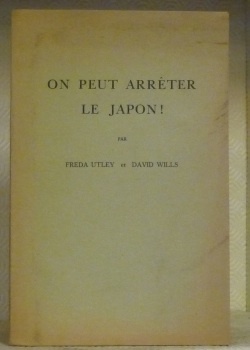 ON PEUT ARRÊTER
LE JAPON!
PAR
FREDA UTLEY ET DAVID WILLS